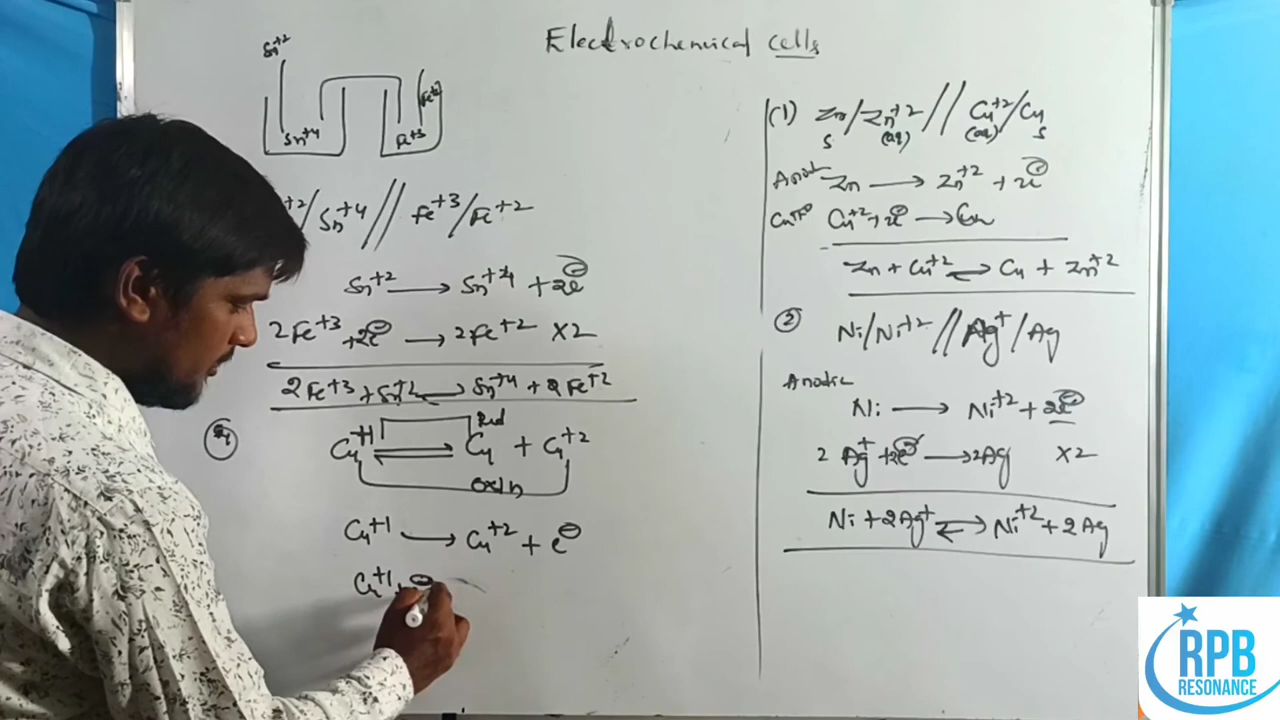 Electrochemical cells
Sn+2
Sn+4
Fe+3
Fe+2
+2/Sn+4//Fe+3/Fe+2
Sn+2 → Sn+4 + 2e⊖
2Fe+3 + 2e⊖ → 2Fe+2 X2
2Fe+3 + Sn+2 ⇌ Sn+4 + 2Fe+2
Red
Cu+1 ⇌ Cu + Cu+2
oxdn
Cu+1 → Cu+2 + e⊖
Cu+1 +
(1) Zn/Zn+2//Cu+2/Cu
s (aq) (aq) s
Zn → Zn+2 + 2e⊖
Cu+2 + 2e⊖ → Cu
Zn + Cu+2 ⇌ Cu + Zn+2
② Ni/Ni+2//Ag+/Ag
Anodic
Ni → Ni+2 + 2e⊖
2Ag+ + 2e⊖ → 2Ag X2
Ni + 2Ag+ ⇌ Ni+2 + 2Ag
RPB
RESONANCE